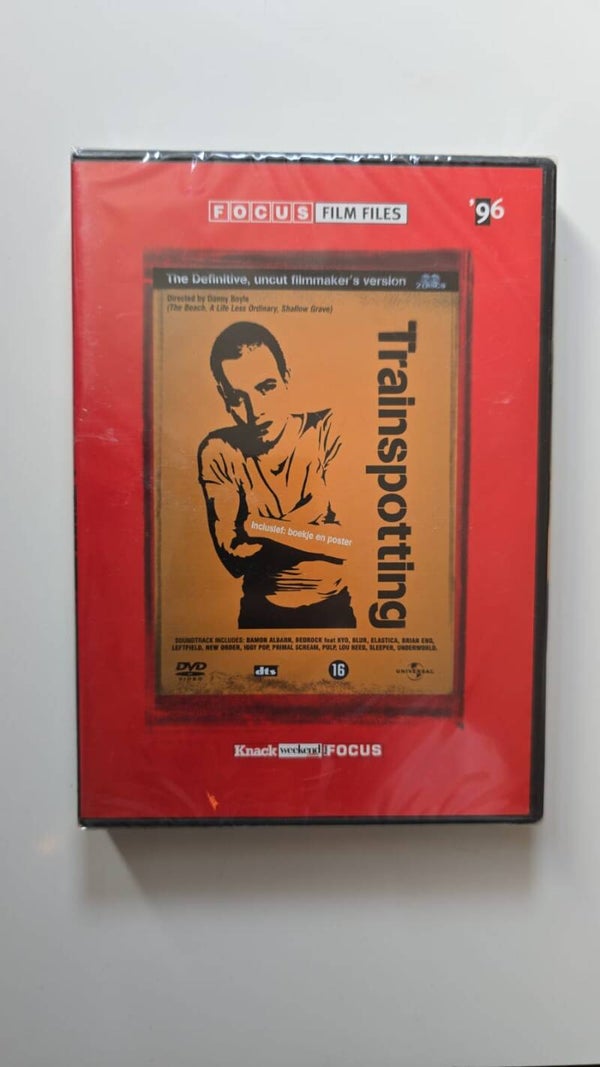 FOCUS FILM FILES
'96
The Definitive, uncut filmmaker's version
2 DISCS
Directed by Danny Boyle
(The Beach, A Life Less Ordinary, Shallow Grave)
Trainspotting
Inclusief: boekje en poster
SOUNDTRACK INCLUDES: DAMON ALBARN, BEDROCK feat KYO, BLUR, ELASTICA, BRIAN ENO,
LEFTFIELD, NEW ORDER, IGGY POP, PRIMAL SCREAM, PULP, LOU REED, SLEEPER, UNDERWORLD.
DVD
VIDEO
dts
16
UNIVERSAL
Knack weekend FOCUS